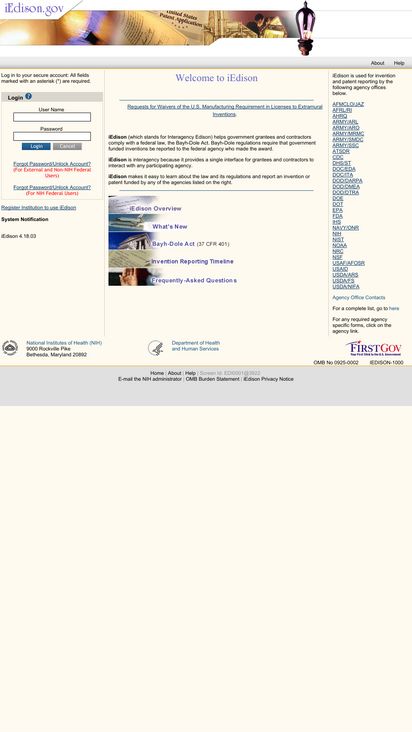 iEdison.gov
United States
Patent Application
About Help
Log in to your secure account: All fields
marked with an asterisk (*) are required.
Login ?
User Name
Password
Login Cancel
Forgot Password/Unlock Account?
(For External and Non-NIH Federal
Users)
Forgot Password/Unlock Account?
(For NIH Federal Users)
Register Institution to use iEdison
System Notification
iEdison 4.18.03
Welcome to iEdison
Requests for Waivers of the U.S. Manufacturing Requirement in Licenses to Extramural
Inventions.
iEdison (which stands for Interagency Edison) helps government grantees and contractors
comply with a federal law, the Bayh-Dole Act. Bayh-Dole regulations require that government
funded inventions be reported to the federal agency who made the award.
iEdison is interagency because it provides a single interface for grantees and contractors to
interact with any participating agency.
iEdison makes it easy to learn about the law and its regulations and report an invention or
patent funded by any of the agencies listed on the right.
iEdison Overview
What's New
Bayh-Dole Act (37 CFR 401)
Invention Reporting Timeline
Frequently-Asked Questions
iEdison is used for invention
and patent reporting by the
following agency offices
below.
AFMCLO/JAZ
AFRL/RI
AHRQ
ARMY/ARL
ARMY/ARO
ARMY/MRMC
ARMY/SMDC
ARMY/SSC
ATSDR
CDC
DHS/ST
DOC/EDA
DOC/ITA
DOD/DARPA
DOD/DMEA
DOD/DTRA
DOE
DOT
EPA
FDA
IHS
NAVY/ONR
NIH
NIST
NOAA
NRC
NSF
USAF/AFOSR
USAID
USDA/ARS
USDA/FS
USDA/NIFA
Agency Office Contacts
For a complete list, go to here
For any required agency
specific forms, click on the
agency link.
National Institutes of Health (NIH)
9000 Rockville Pike
Bethesda, Maryland 20892
Department of Health
and Human Services
FIRSTGOV
Your First Click to the U.S. Government
OMB No 0925-0002 IEDISON-1000
Home | About | Help | Screen Id: EDI0001@3922
E-mail the NIH administrator | OMB Burden Statement | iEdison Privacy Notice